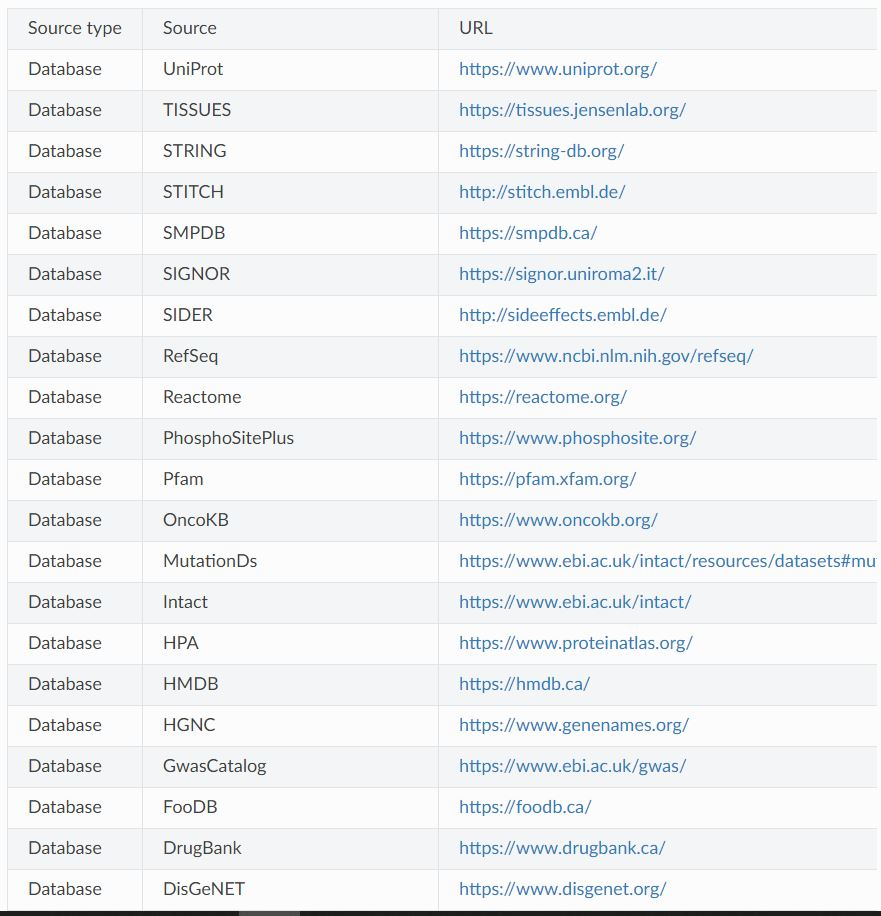 Source type Source URL
Database UniProt https://www.uniprot.org/
Database TISSUES https://tissues.jensenlab.org/
Database STRING https://string-db.org/
Database STITCH http://stitch.embl.de/
Database SMPDB https://smpdb.ca/
Database SIGNOR https://signor.uniroma2.it/
Database SIDER http://sideeffects.embl.de/
Database RefSeq https://www.ncbi.nlm.nih.gov/refseq/
Database Reactome https://reactome.org/
Database PhosphoSitePlus https://www.phosphosite.org/
Database Pfam https://pfam.xfam.org/
Database OncoKB https://www.oncokb.org/
Database MutationDs https://www.ebi.ac.uk/intact/resources/datasets#mut
Database Intact https://www.ebi.ac.uk/intact/
Database HPA https://www.proteinatlas.org/
Database HMDB https://hmdb.ca/
Database HGNC https://www.genenames.org/
Database GwasCatalog https://www.ebi.ac.uk/gwas/
Database FooDB https://foodb.ca/
Database DrugBank https://www.drugbank.ca/
Database DisGeNET https://www.disgenet.org/